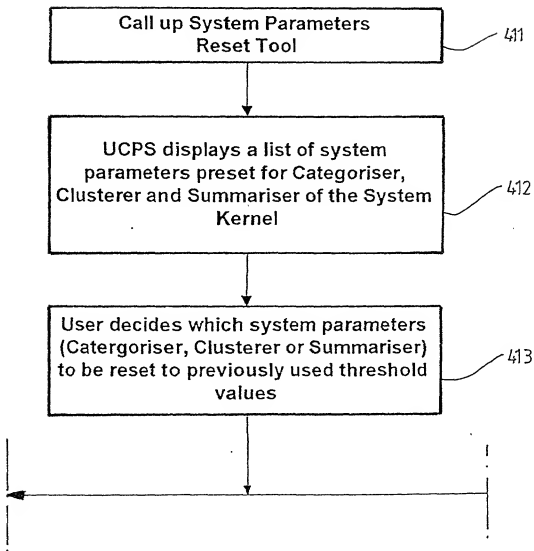 Call up System Parameters
Reset Tool
411
UCPS displays a list of system
parameters preset for Categoriser,
Clusterer and Summariser of the System
Kernel
412
User decides which system parameters
(Catergoriser, Clusterer or Summariser)
to be reset to previously used threshold
values
413